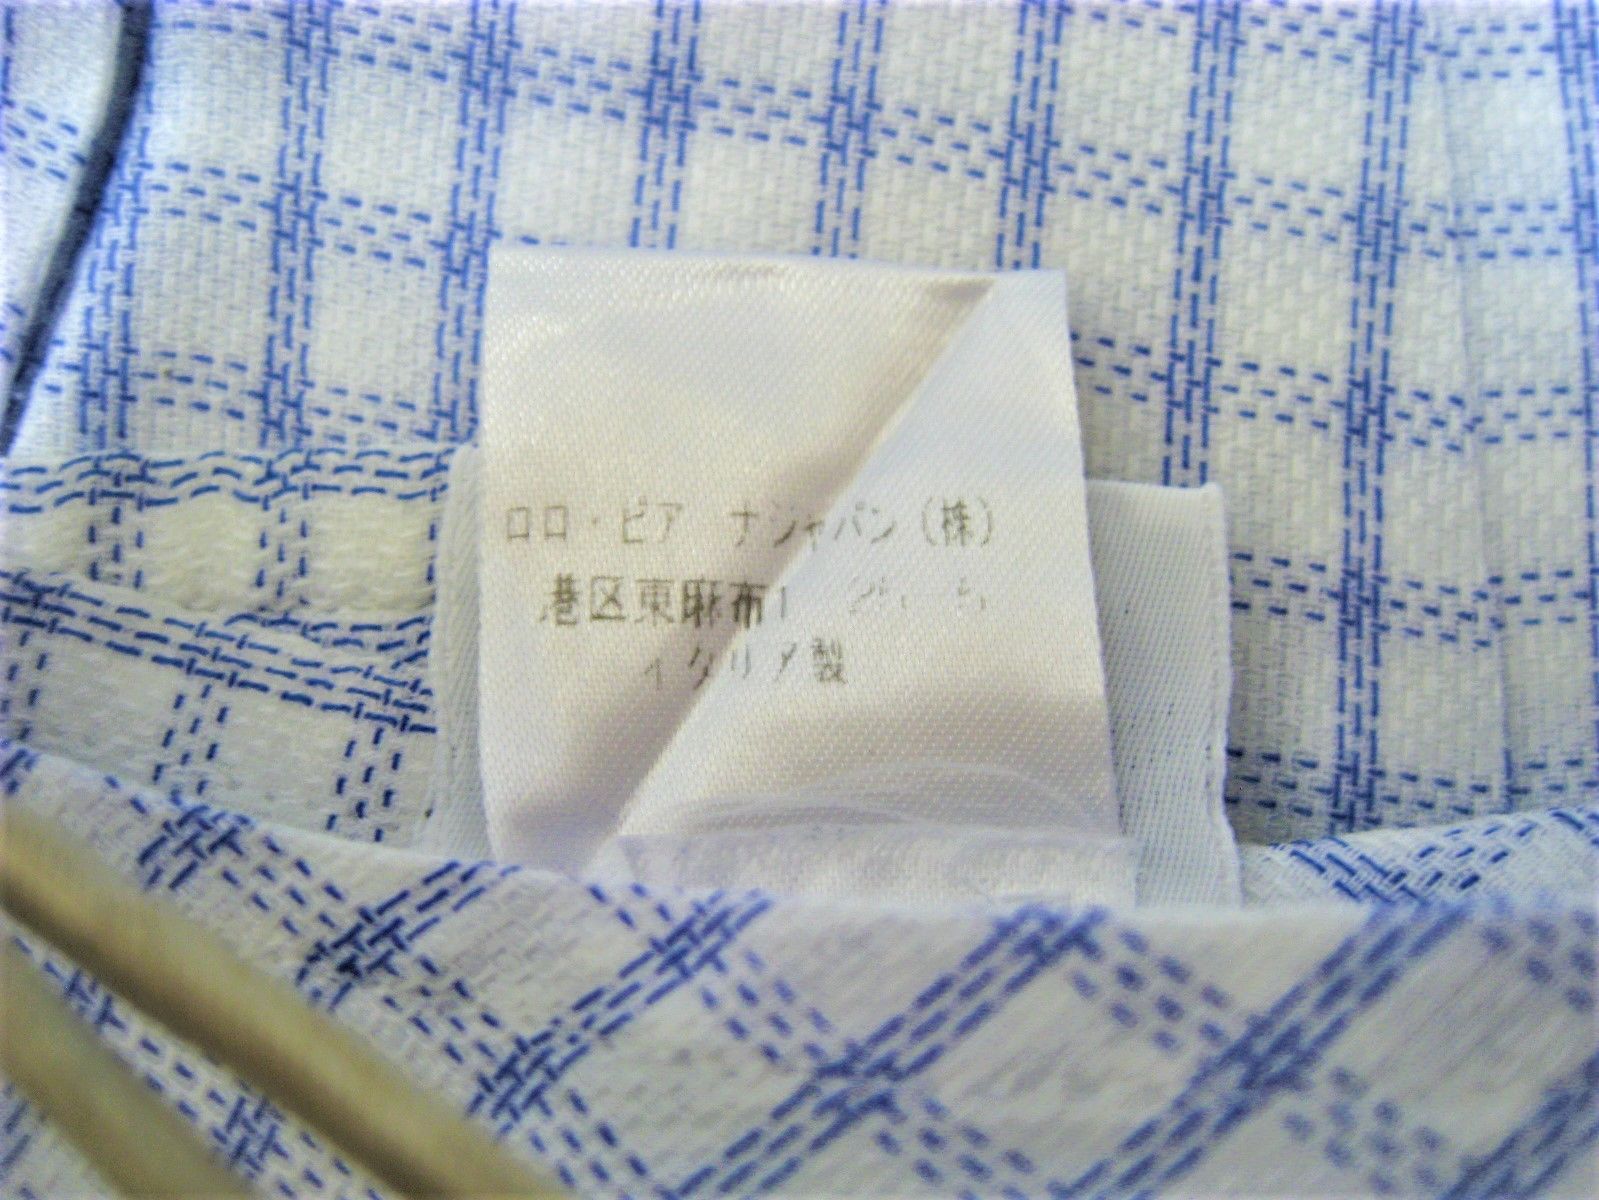 ロロ・ピア ナジャパン(株)
港区東麻布1
イタリア製